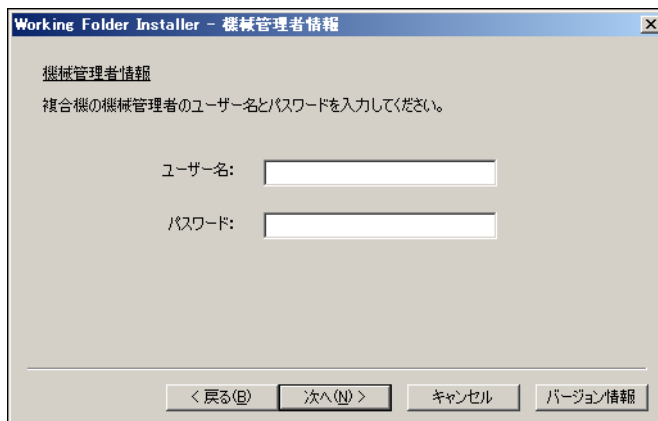 Working Folder Installer - 機械管理者情報
機械管理者情報
複合機の機械管理者のユーザー名とパスワードを入力してください。
ユーザー名:
パスワード:
< 戻る(B)
次へ(N) >
キャンセル
バージョン情報